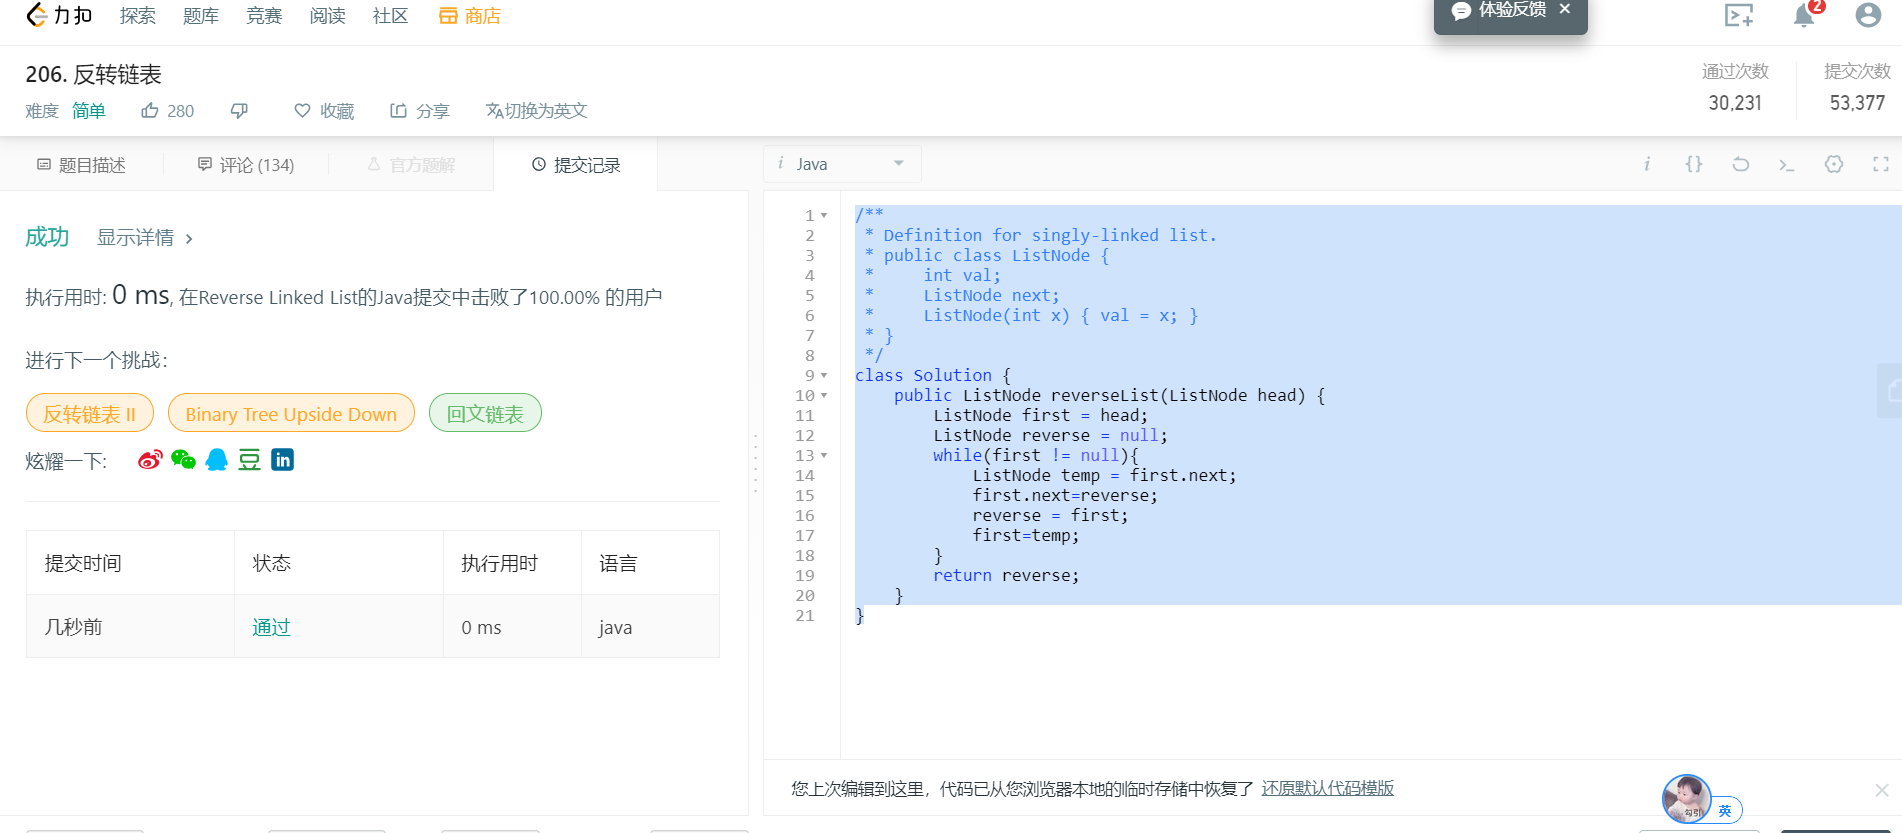 力扣 探索 题库 竞赛 阅读 社区 商店 体验反馈 × 2
206. 反转链表
难度 简单 280 收藏 分享 切换为英文
通过次数 提交次数
30,231 53,377
题目描述 评论 (134) 官方题解 提交记录
成功 显示详情 >
执行用时: 0 ms, 在Reverse Linked List的Java提交中击败了100.00% 的用户
进行下一个挑战:
反转链表 II Binary Tree Upside Down 回文链表
炫耀一下: 豆 in
提交时间 状态 执行用时 语言
几秒前 通过 0 ms java
i Java
1 /**
2  * Definition for singly-linked list.
3  * public class ListNode {
4  *     int val;
5  *     ListNode next;
6  *     ListNode(int x) { val = x; }
7  * }
8  */
9 class Solution {
10     public ListNode reverseList(ListNode head) {
11         ListNode first = head;
12         ListNode reverse = null;
13         while(first != null){
14             ListNode temp = first.next;
15             first.next=reverse;
16             reverse = first;
17             first=temp;
18         }
19         return reverse;
20     }
21 }
您上次编辑到这里，代码已从您浏览器本地的临时存储中恢复了 还原默认代码模版
勾引 英